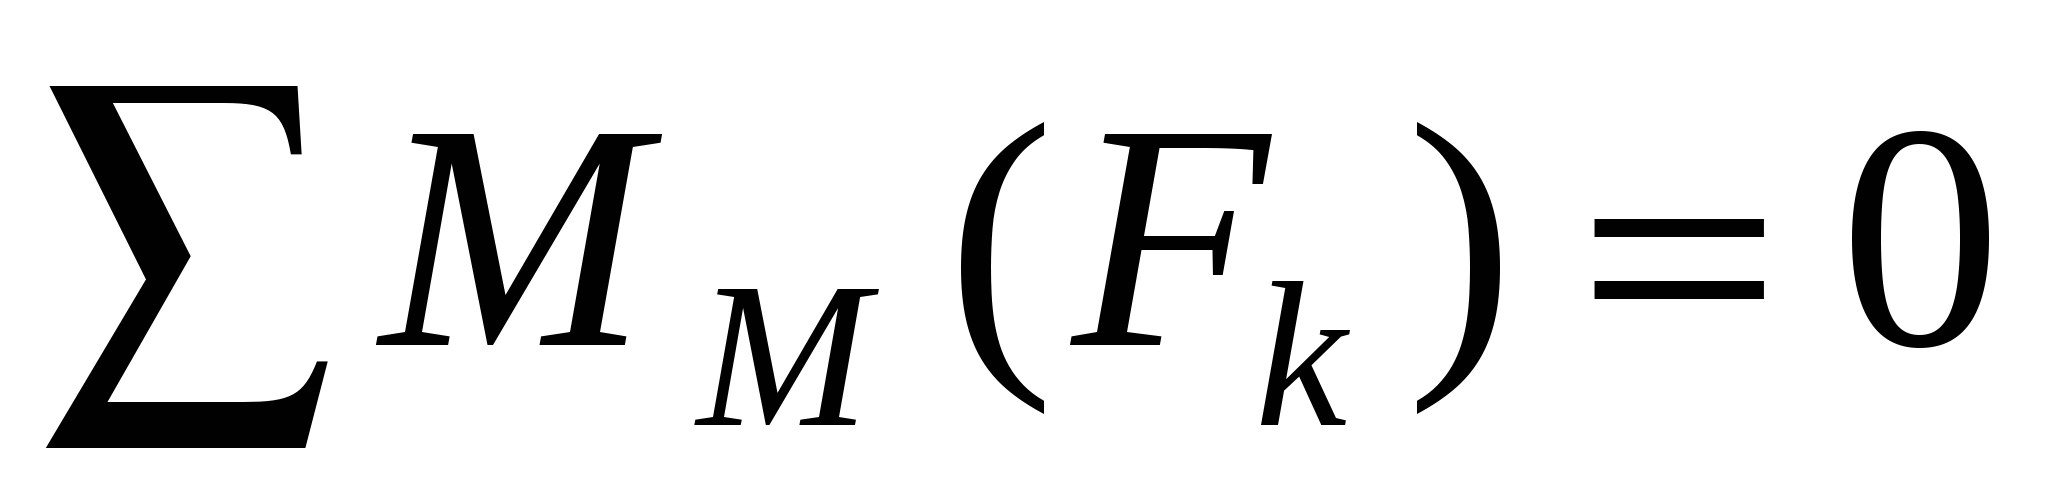 ∑ M_M (F_k) = 0